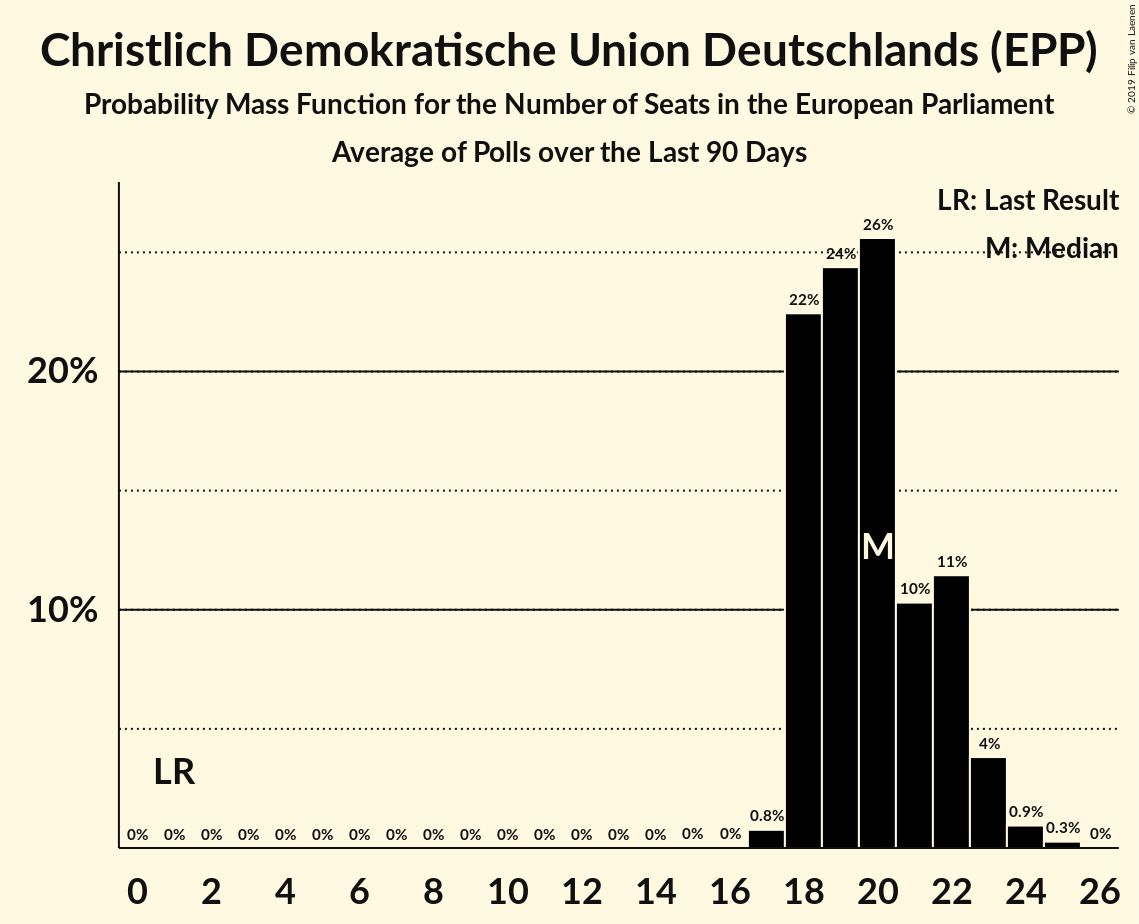 Christlich Demokratische Union Deutschlands (EPP)
Probability Mass Function for the Number of Seats in the European Parliament
Average of Polls over the Last 90 Days
© 2019 Filip van Laenen
LR: Last Result
M: Median
26%
24%
22%
20%
M
11%
10%
10%
4%
LR
0% 0% 0% 0% 0% 0% 0% 0% 0% 0% 0% 0% 0% 0% 0% 0% 0% 0.8% 0.9% 0.3% 0%
0 2 4 6 8 10 12 14 16 18 20 22 24 26